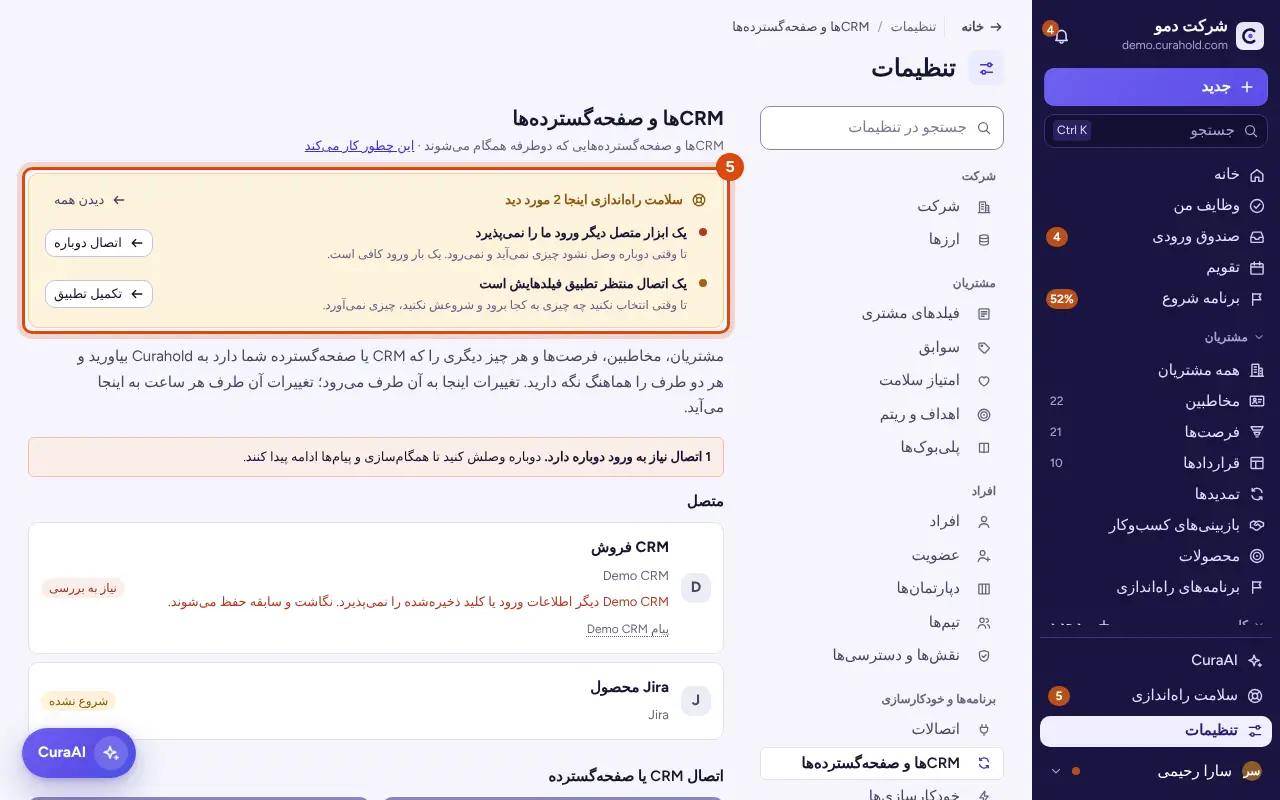 شرکت دمو
demo.curahold.com
4
جدید
جستجو
Ctrl K
خانه
وظایف من
صندوق ورودی
4
تقویم
برنامه شروع
52%
مشتریان
همه مشتریان
مخاطبین
22
فرصت‌ها
21
قراردادها
10
تمدیدها
بازبینی‌های کسب‌وکار
محصولات
برنامه‌های راه‌اندازی
CuraAI
سلامت راه‌اندازی
5
تنظیمات
سر
سارا رحیمی
خانه
تنظیمات / CRMها و صفحه‌گسترده‌ها
تنظیمات
جستجو در تنظیمات
شرکت
شرکت
ارزها
مشتریان
فیلدهای مشتری
سوابق
امتیاز سلامت
اهداف و ریتم
پلی‌بوک‌ها
افراد
افراد
عضویت
دپارتمان‌ها
تیم‌ها
نقش‌ها و دسترسی‌ها
برنامه‌ها و خودکارسازی
اتصالات
CRMها و صفحه‌گسترده‌ها
خودکارسازی‌ها
CRMها و صفحه‌گسترده‌ها
CRMها و صفحه‌گسترده‌هایی که دوطرفه همگام می‌شوند · این چطور کار می‌کند
5
سلامت راه‌اندازی اینجا 2 مورد دید
دیدن همه
یک ابزار متصل دیگر ورود ما را نمی‌پذیرد
تا وقتی دوباره وصل نشود چیزی نمی‌آید و نمی‌رود. یک بار ورود کافی است.
اتصال دوباره
یک اتصال منتظر تطبیق فیلدهایش است
تا وقتی انتخاب نکنید چه چیزی به کجا برود و شروعش نکنید، چیزی نمی‌آورد.
تکمیل تطبیق
مشتریان، مخاطبین، فرصت‌ها و هر چیز دیگری را که CRM یا صفحه‌گسترده شما دارد به Curahold بیاورید و
هر دو طرف را هماهنگ نگه دارید. تغییرات اینجا به آن طرف می‌رود؛ تغییرات آن طرف هر ساعت به اینجا
می‌آید.
1 اتصال نیاز به ورود دوباره دارد. دوباره وصلش کنید تا همگام‌سازی و پیام‌ها ادامه پیدا کنند.
متصل
D
CRM فروش
Demo CRM
Demo CRM دیگر اطلاعات ورود یا کلید ذخیره‌شده را نمی‌پذیرد. نگاشت و سابقه حفظ می‌شوند.
پیام Demo CRM
نیاز به بررسی
J
Jira محصول
Jira
شروع نشده
اتصال CRM یا صفحه‌گسترده
CuraAI